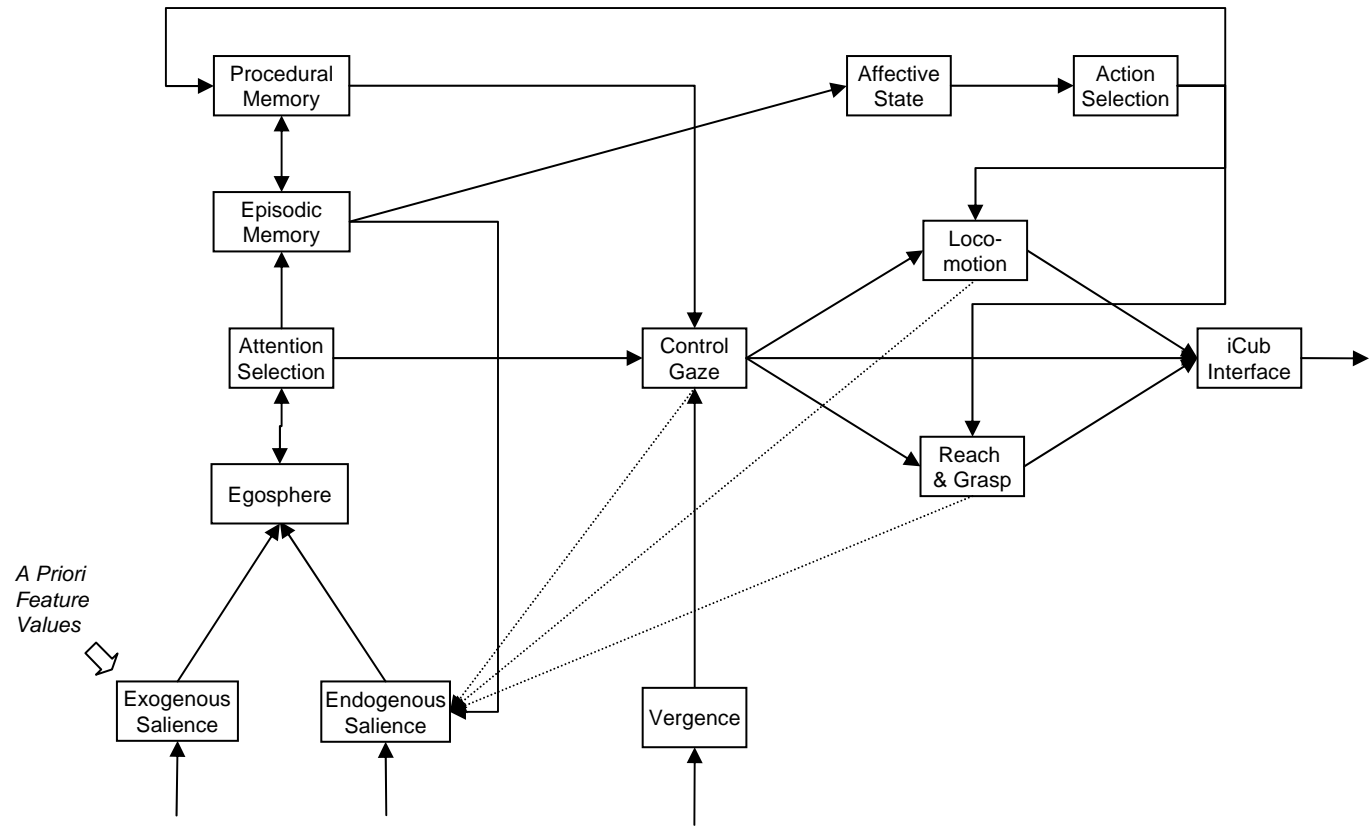 Procedural
Memory
Affective
State
Action
Selection
Episodic
Memory
Loco-
motion
Attention
Selection
Control
Gaze
iCub
Interface
Reach
& Grasp
Egosphere
A Priori
Feature
Values
Exogenous
Salience
Endogenous
Salience
Vergence